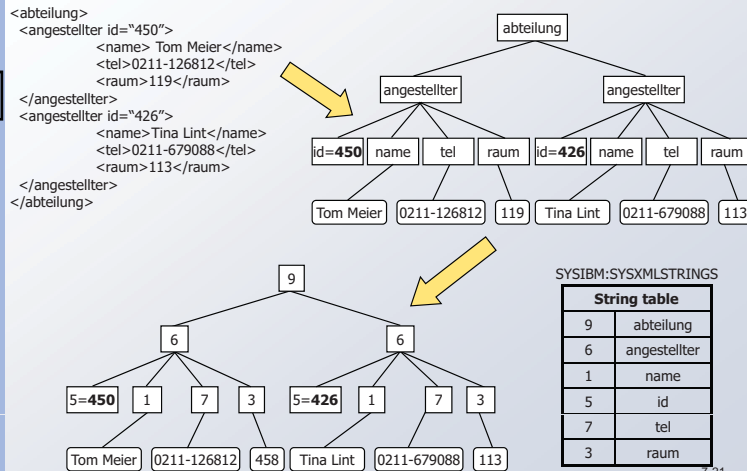 <abteilung>
<angestellter id=“450”>
<name> Tom Meier</name>
<tel>0211-126812</tel>
<raum>119</raum>
</angestellter>
<angestellter id=“426”>
<name>Tina Lint</name>
<tel>0211-679088</tel>
<raum>113</raum>
</angestellter>
</abteilung>
abteilung
angestellter angestellter
id=450 name tel raum id=426 name tel raum
Tom Meier 0211-126812 119 Tina Lint 0211-679088 113
9
6 6
5=450 1 7 3 5=426 1 7 3
Tom Meier 0211-126812 458 Tina Lint 0211-679088 113
SYSIBM:SYSXMLSTRINGS
String table
9 abteilung
6 angestellter
1 name
5 id
7 tel
3 raum